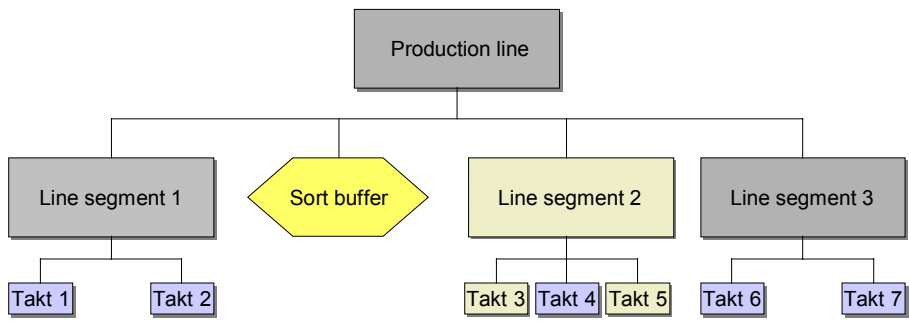 Production line
Line segment 1
Sort buffer
Line segment 2
Line segment 3
Takt 1
Takt 2
Takt 3
Takt 4
Takt 5
Takt 6
Takt 7